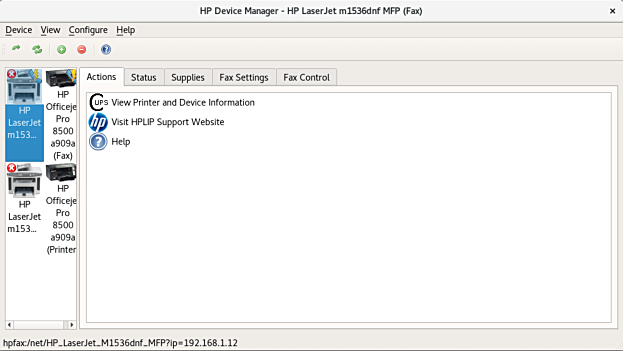 HP Device Manager - HP LaserJet m1536dnf MFP (Fax)
×
Device View Configure Help
Actions Status Supplies Fax Settings Fax Control
HP
LaserJet
m153...
HP
Officeje
Pro
8500
a909a
(Fax)
HP
LaserJet
m153...
HP
Officeje
Pro
8500
a909a
(Printer
CUPS View Printer and Device Information
hp Visit HPLIP Support Website
? Help
hpfax:/net/HP_LaserJet_M1536dnf_MFP?ip=192.168.1.12